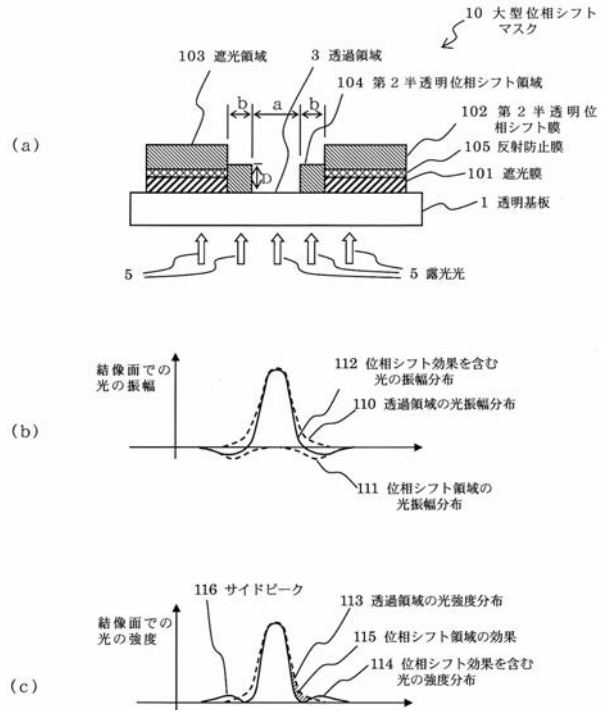 10 大型位相シフト
マスク
103 遮光領域
3 透過領域
104 第2半透明位相シフト領域
b
a
b
(a)
102 第2半透明位
相シフト膜
105 反射防止膜
101 遮光膜
D
1 透明基板
5
5 露光光
結像面での
光の振幅
112 位相シフト効果を含む
光の振幅分布
110 透過領域の光振幅分布
(b)
111 位相シフト領域の
光振幅分布
116 サイドピーク
113 透過領域の光強度分布
結像面での
光の強度
115 位相シフト領域の効果
114 位相シフト効果を含む
光の強度分布
(c)